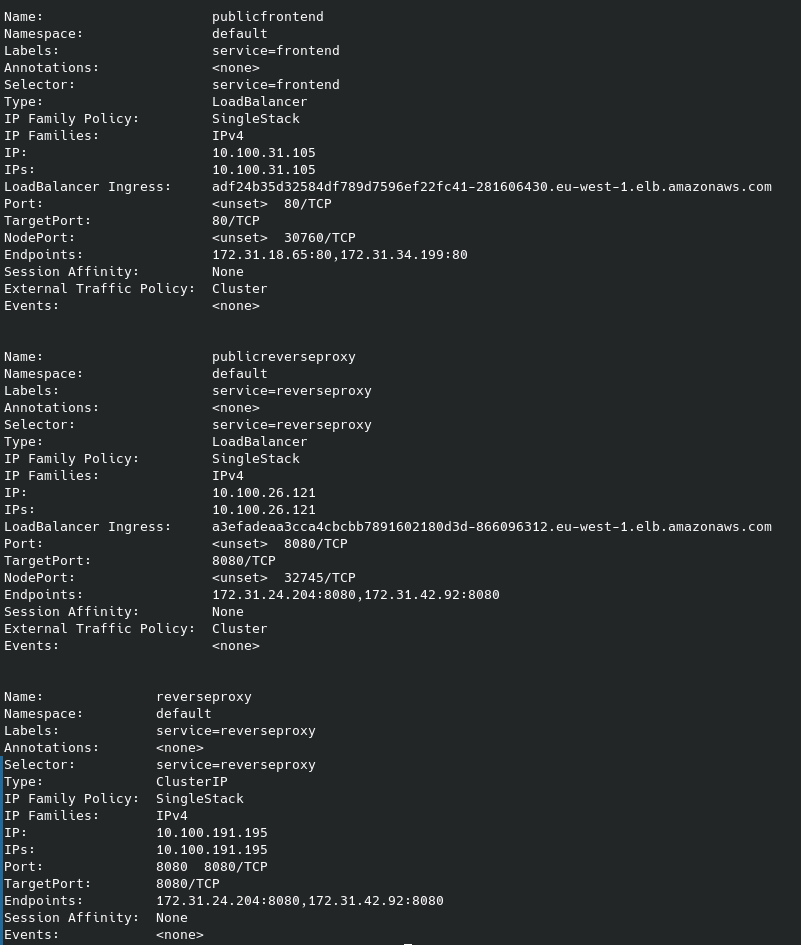 Name:                     publicfrontend
Namespace:                default
Labels:                   service=frontend
Annotations:              <none>
Selector:                 service=frontend
Type:                     LoadBalancer
IP Family Policy:         SingleStack
IP Families:              IPv4
IP:                       10.100.31.105
IPs:                      10.100.31.105
LoadBalancer Ingress:     adf24b35d32584df789d7596ef22fc41-281606430.eu-west-1.elb.amazonaws.com
Port:                     <unset>  80/TCP
TargetPort:               80/TCP
NodePort:                 <unset>  30760/TCP
Endpoints:                172.31.18.65:80,172.31.34.199:80
Session Affinity:         None
External Traffic Policy:  Cluster
Events:                   <none>
Name:                     publicreverseproxy
Namespace:                default
Labels:                   service=reverseproxy
Annotations:              <none>
Selector:                 service=reverseproxy
Type:                     LoadBalancer
IP Family Policy:         SingleStack
IP Families:              IPv4
IP:                       10.100.26.121
IPs:                      10.100.26.121
LoadBalancer Ingress:     a3efadeaa3cca4cbcbb7891602180d3d-866096312.eu-west-1.elb.amazonaws.com
Port:                     <unset>  8080/TCP
TargetPort:               8080/TCP
NodePort:                 <unset>  32745/TCP
Endpoints:                172.31.24.204:8080,172.31.42.92:8080
Session Affinity:         None
External Traffic Policy:  Cluster
Events:                   <none>
Name:              reverseproxy
Namespace:         default
Labels:            service=reverseproxy
Annotations:       <none>
Selector:          service=reverseproxy
Type:              ClusterIP
IP Family Policy:  SingleStack
IP Families:       IPv4
IP:                10.100.191.195
IPs:               10.100.191.195
Port:              8080  8080/TCP
TargetPort:        8080/TCP
Endpoints:         172.31.24.204:8080,172.31.42.92:8080
Session Affinity:  None
Events:            <none>